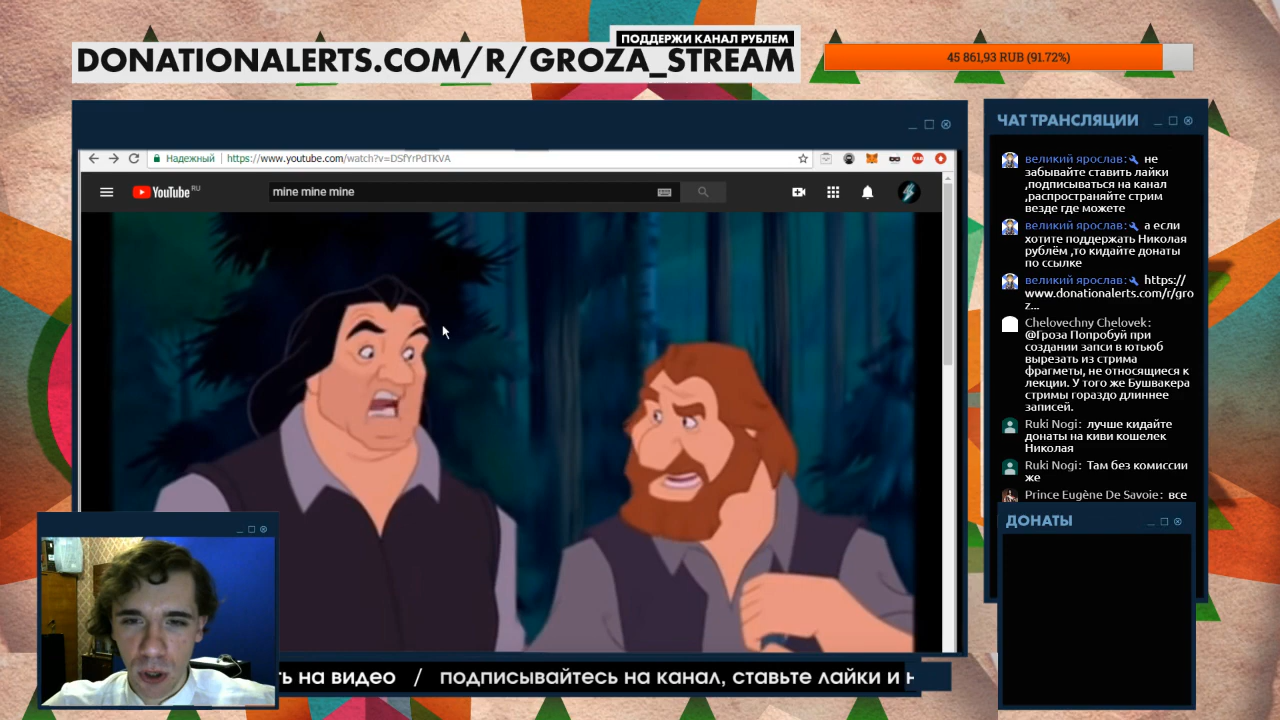 ПОДДЕРЖИ КАНАЛ РУБЛЕМ
DONATIONALERTS.COM/R/GROZA_STREAM
45 861,93 RUB (91.72%)
ЧАТ ТРАНСЛЯЦИИ
Надежный
https://www.youtube.com/watch?v=DSfYrPdTKVA
YouTube RU
mine mine mine
великий ярослав: не
забывайте ставить лайки
,подписываться на канал
,распространяйте стрим
везде где можете
великий ярослав: а если
хотите поддержать Николая
рублём ,то кидайте донаты
по ссылке
великий ярослав: https://
www.donationalerts.com/r/gro
z...
Chelovechny Chelovek:
@Гроза Попробуй при
создании запси в ютьюб
вырезать из стрима
фрагметы, не относящиеся к
лекции. У того же Бушвакера
стримы гораздо длиннее
записей.
Ruki Nogi: лучше кидайте
донаты на киви кошелек
Николая
Ruki Nogi: Там без комиссии
же
Prince Eugène De Savoie: все
ДОНАТЫ
ть на видео / подписывайтесь на канал, ставьте лайки и н